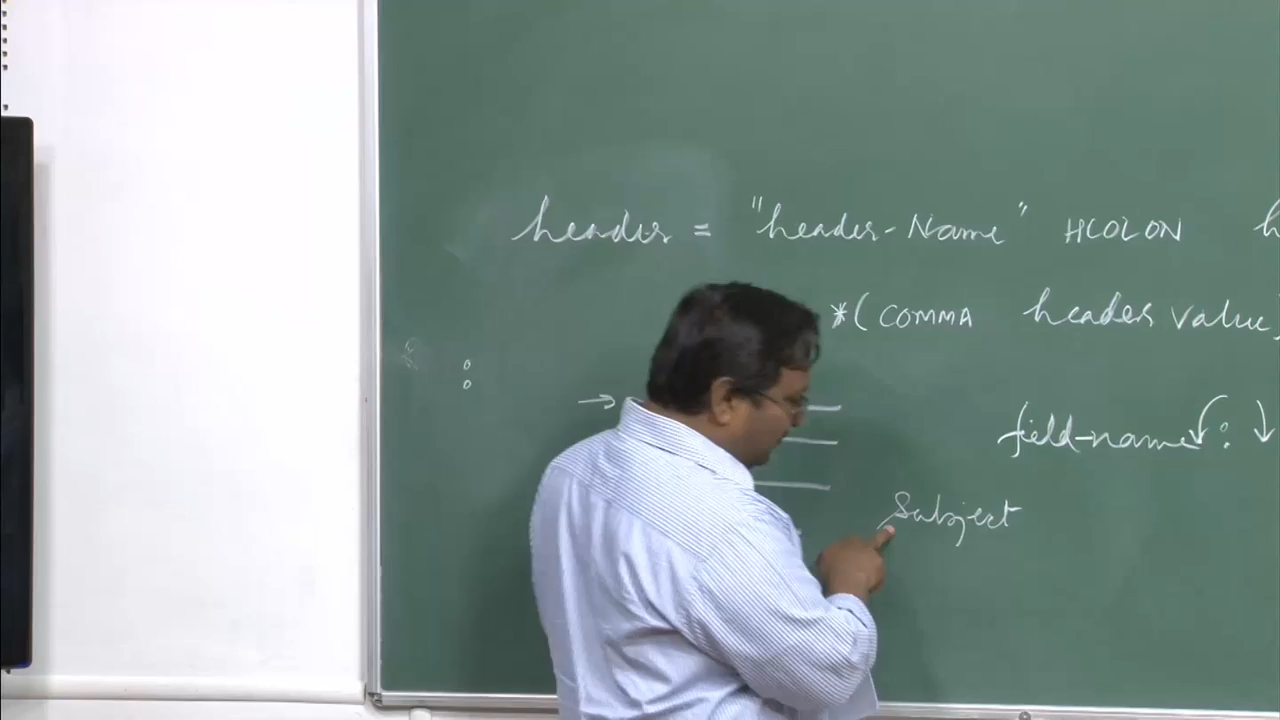 header = "header-Name" HCOLON h
*(COMMA header value)
:
field-name :
Subject